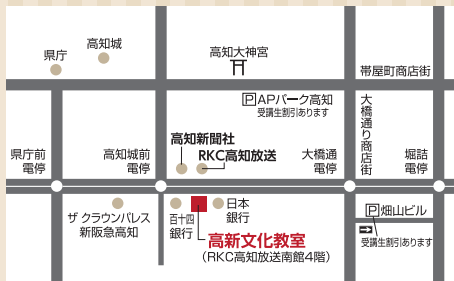 高知城
県庁
高知大神宮
帯屋町商店街
P APパーク高知
受講生割引あります
大橋通り商店街
高知新聞社
RKC高知放送
県庁前
電停
高知城前
電停
大橋通
電停
堀詰
電停
ザ クラウンパレス
新阪急高知
百十四
銀行
日本
銀行
P 畑山ビル
受講生割引あります
高新文化教室
(RKC高知放送南館4階)